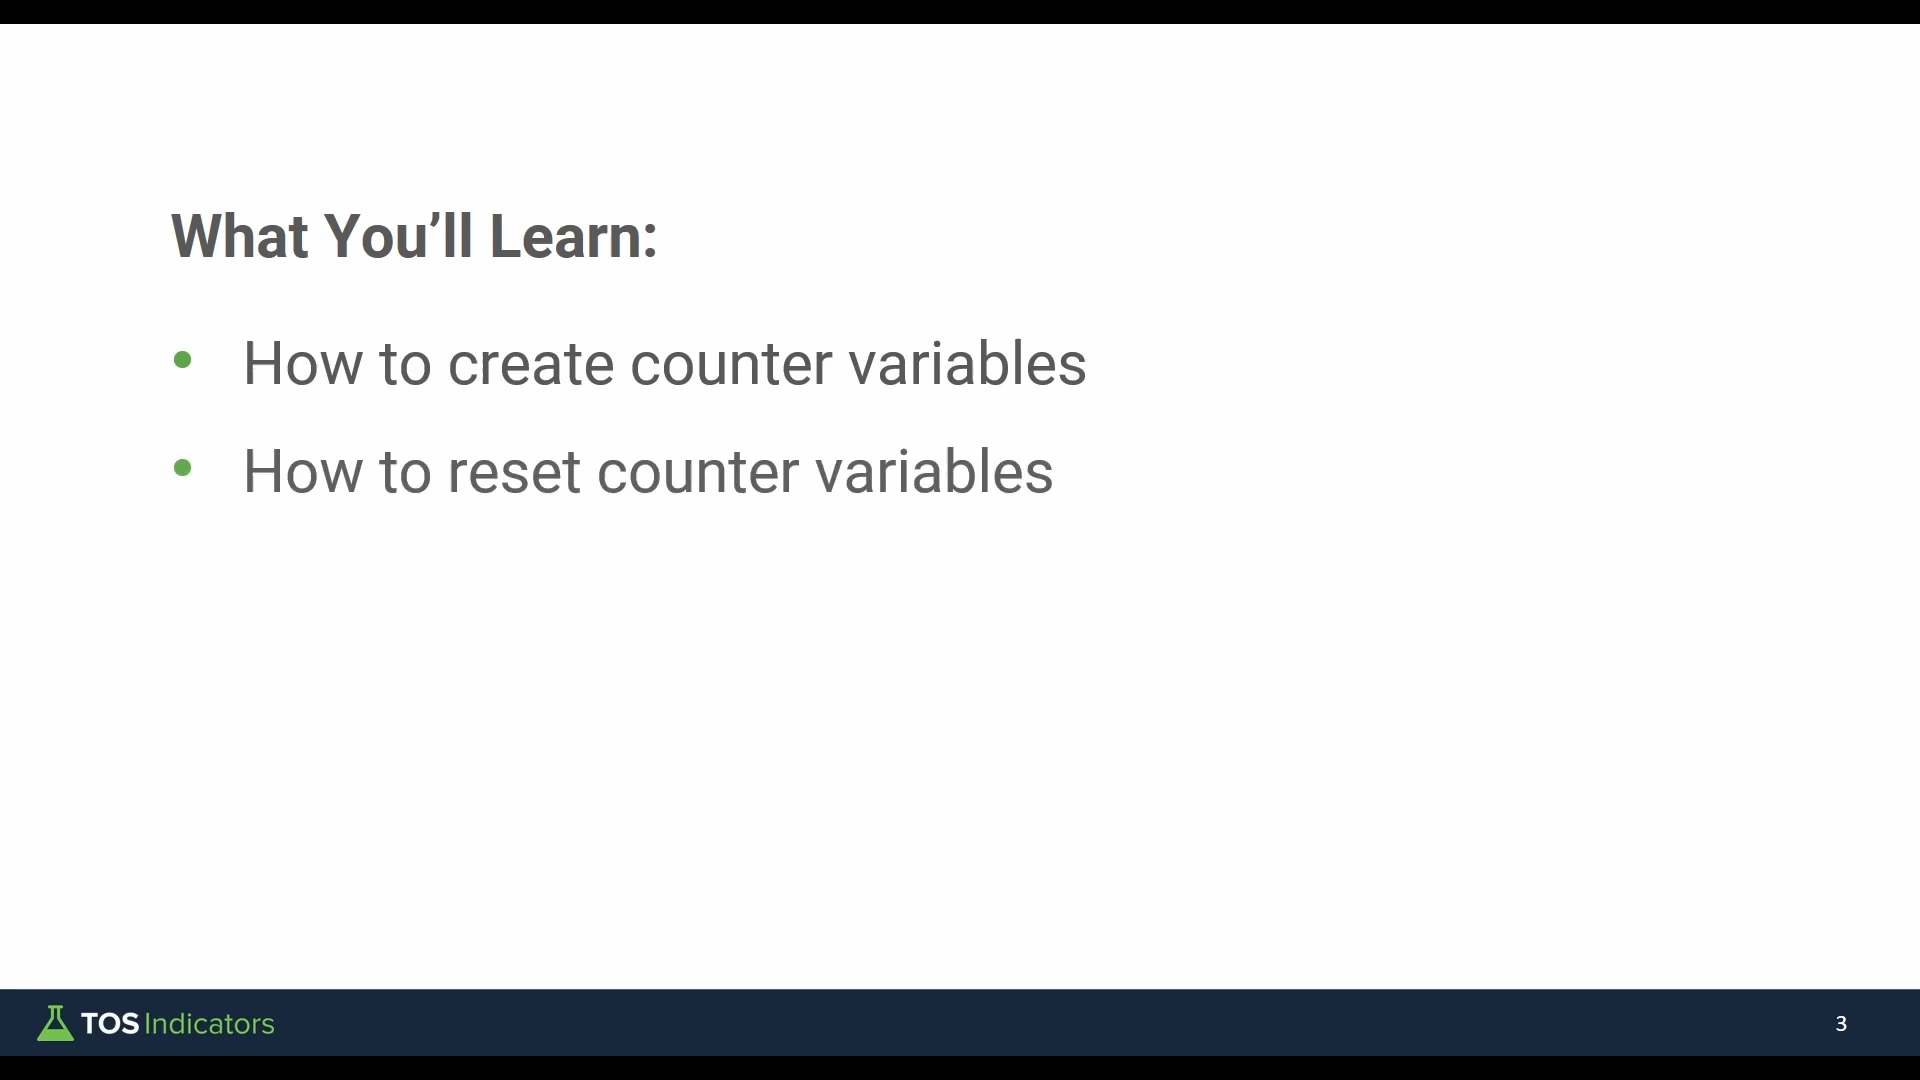 What You’ll Learn:
• How to create counter variables
• How to reset counter variables
TOS Indicators
3